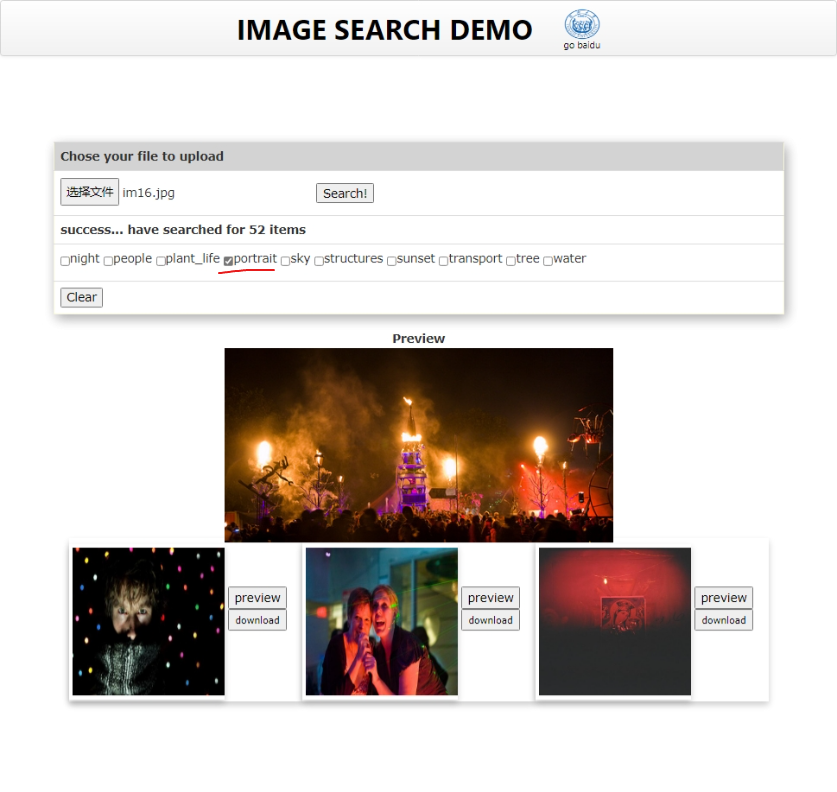 IMAGE SEARCH DEMO
go baidu
Chose your file to upload
选择文件 im16.jpg Search!
success... have searched for 52 items
night people plant_life portrait sky structures sunset transport tree water
Clear
Preview
preview preview preview
download download download